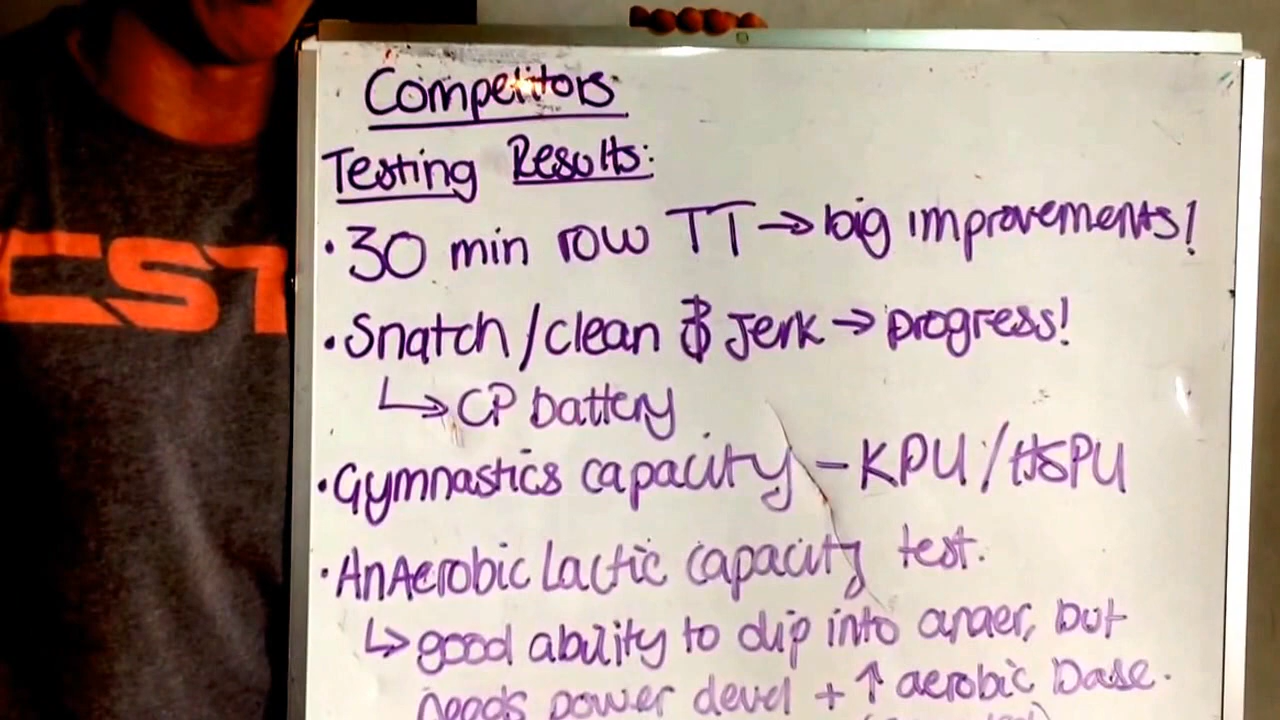 Competitors
Testing Results:
• 30 min row TT → big improvements!
• Snatch/clean & Jerk → progress!
↳ CP battery
• Gymnastics capacity - KPU/HSPU
• AnAerobic Lactic capacity test.
↳ good ability to dip into anaer, but
needs power devel + ↑ aerobic base.
CST